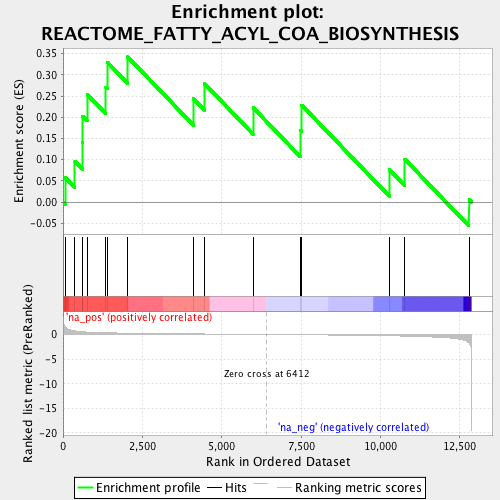 Enrichment plot:
REACTOME_FATTY_ACYL_COA_BIOSYNTHESIS
Enrichment score (ES)
0.35
0.30
0.25
0.20
0.15
0.10
0.05
0.00
-0.05
'na_pos' (positively correlated)
Ranked list metric (PreRanked)
0
-5
-10
-15
-20
Zero cross at 6412
'na_neg' (negatively correlated)
0 2,500 5,000 7,500 10,000 12,500
Rank in Ordered Dataset
Enrichment profile Hits Ranking metric scores